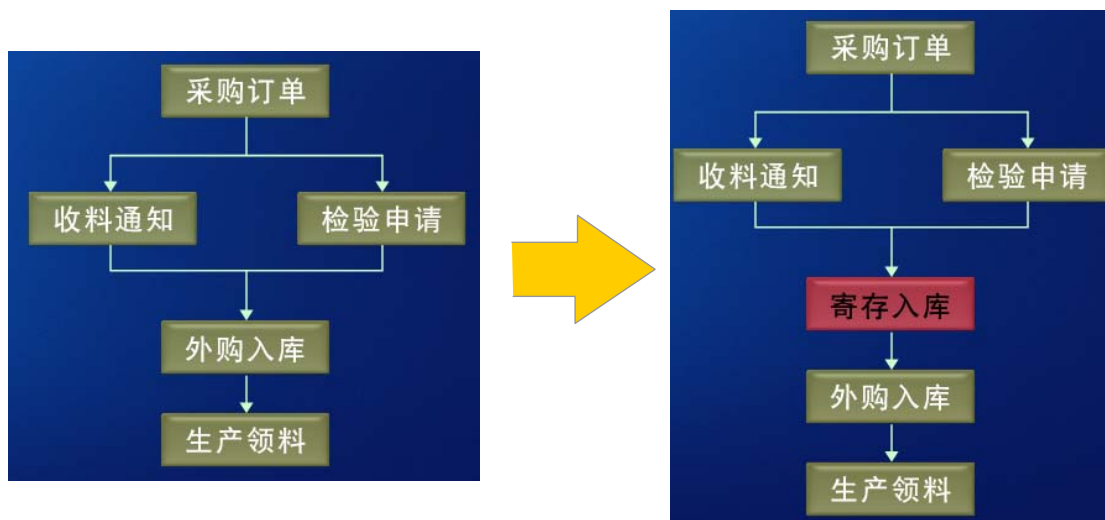 采购订单
收料通知
检验申请
外购入库
生产领料
采购订单
收料通知
检验申请
寄存入库
外购入库
生产领料